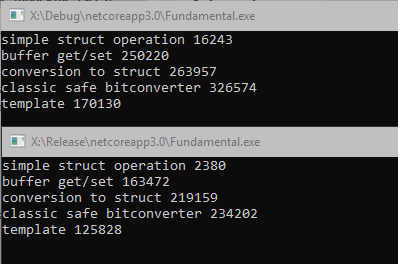 X:\Debug\netcoreapp3.0\Fundamental.exe
simple struct operation 16243
buffer get/set 250220
conversion to struct 263957
classic safe bitconverter 326574
template 170130
X:\Release\netcoreapp3.0\Fundamental.exe
simple struct operation 2380
buffer get/set 163472
conversion to struct 219159
classic safe bitconverter 234202
template 125828